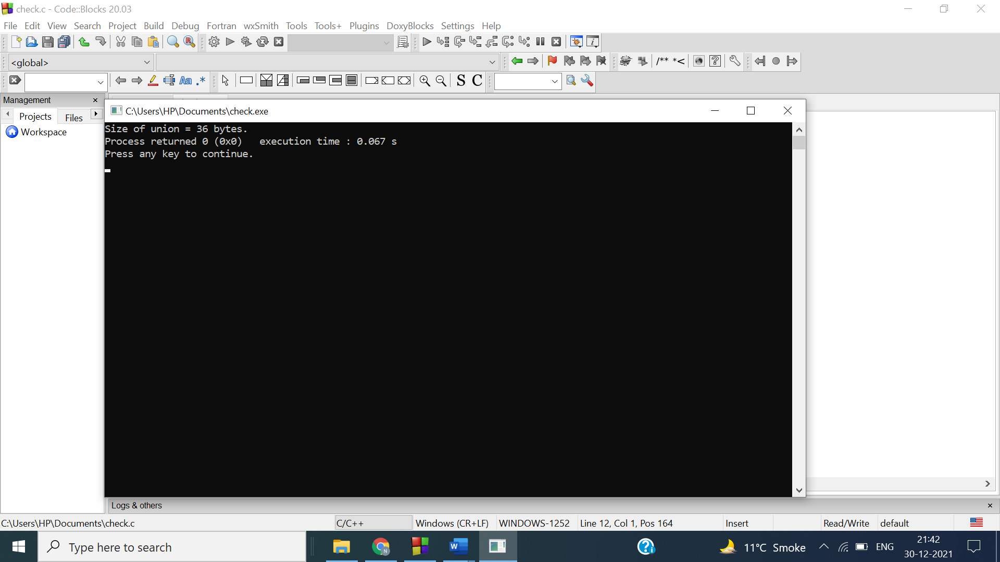 check.c - Code::Blocks 20.03
File Edit View Search Project Build Debug Fortran wxSmith Tools Tools+ Plugins DoxyBlocks Settings Help
<global>
/** *<
Aa .*
S C
Management
Projects Files
Workspace
C:\Users\HP\Documents\check.exe
Size of union = 36 bytes.
Process returned 0 (0x0)   execution time : 0.067 s
Press any key to continue.
Logs & others
C:\Users\HP\Documents\check.c C/C++ Windows (CR+LF) WINDOWS-1252 Line 12, Col 1, Pos 164 Insert Read/Write default
Type here to search
11°C Smoke ENG
21:42
30-12-2021